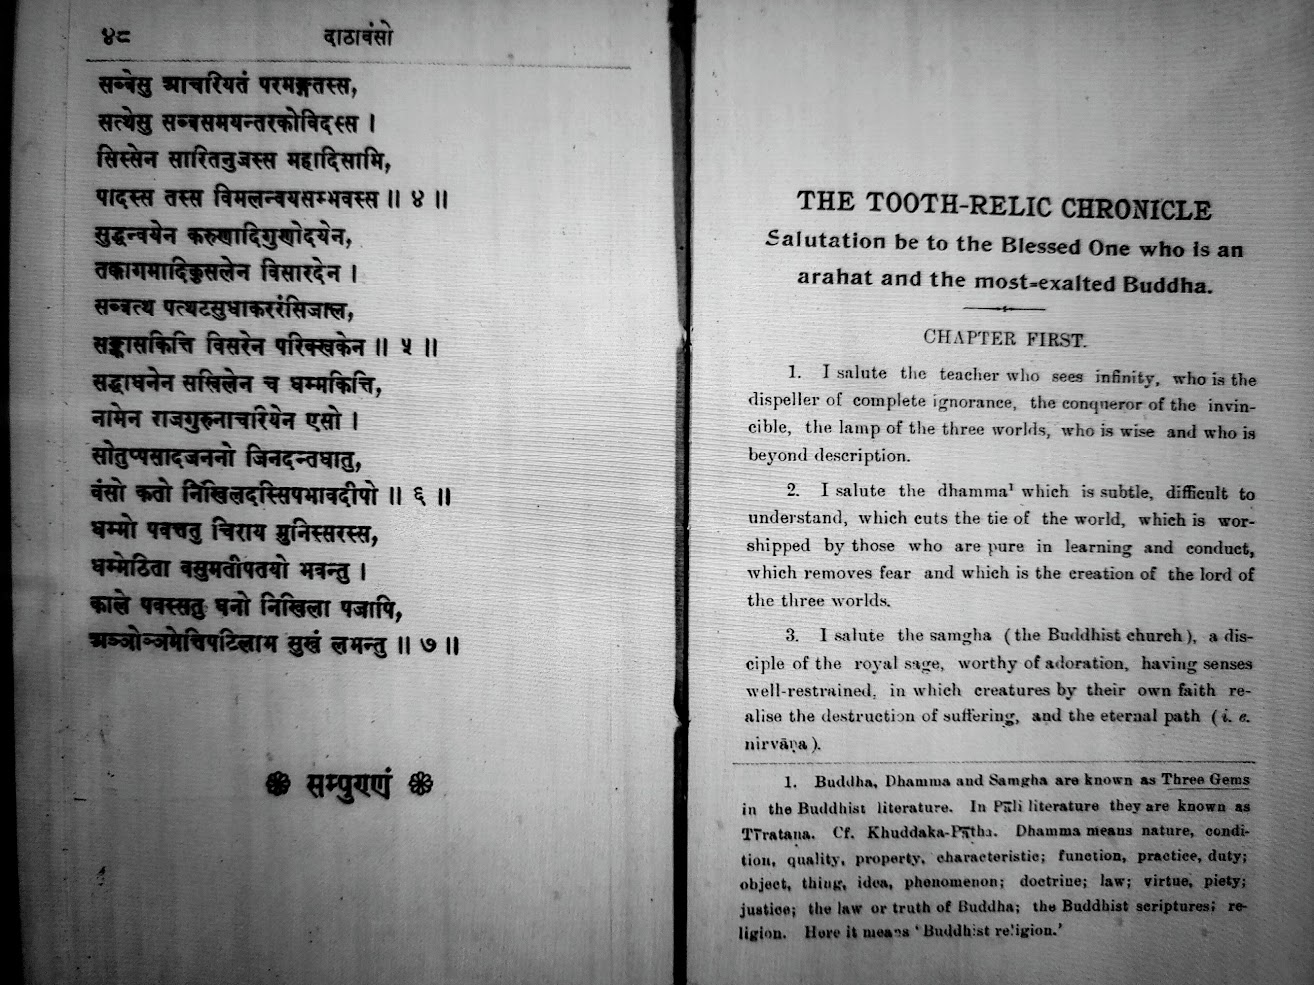 ४८
दाठावंसो
सब्बेसु आचरियतं परमङ्गतस्स,
सत्थेसु सब्बसमयन्तरकोविदस्स ।
सिस्सेन सारितनुजस्स महादिसामि,
पादस्स तस्स विमलन्वयसम्भवस्स ॥ ४ ॥
सुद्धन्वयेन करुणादिगुणोदयेन,
तक्कागमादिकुसलेन विसारदेन ।
सब्बत्थ पत्थटसुधाकररंसिजाल,
सङ्कासकित्ति विसरेन परिक्खकेन ॥ ५ ॥
सद्धाधनेन सखिलेन च धम्मकित्ति,
नामेन राजगुरुनाचरियेन एसो ।
सोतुप्पसादजननो जिनदन्तधातु,
वंसो कतो निखिलदस्सिपभावदीपो ॥ ६ ॥
धम्मो पवत्ततु चिराय मुनिस्सरस्स,
धम्मेठिता वसुमतीपतयो भवन्तु ।
काले पवस्सतु घनो निखिला पजापि,
अञ्ञोञ्ञमेत्तिपटिलाभ सुखं लभन्तु ॥ ७ ॥
सम्पुण्णं
THE TOOTH-RELIC CHRONICLE
Salutation be to the Blessed One who is an
arahat and the most-exalted Buddha.
CHAPTER FIRST.
1. I salute the teacher who sees infinity, who is the
dispeller of complete ignorance, the conqueror of the invin-
cible, the lamp of the three worlds, who is wise and who is
beyond description.
2. I salute the dhamma¹ which is subtle, difficult to
understand, which cuts the tie of the world, which is wor-
shipped by those who are pure in learning and conduct,
which removes fear and which is the creation of the lord of
the three worlds.
3. I salute the samgha (the Buddhist church), a dis-
ciple of the royal sage, worthy of adoration, having senses
well-restrained, in which creatures by their own faith re-
alise the destruction of suffering, and the eternal path (i. e.
nirvāṇa).
1. Buddha, Dhamma and Samgha are known as Three Gems
in the Buddhist literature. In Pāli literature they are known as
Tīratana. Cf. Khuddaka-Pāṭha. Dhamma means nature, condi-
tion, quality, property, characteristic; function, practice, duty;
object, thing, idea, phenomenon; doctrine; law; virtue, piety;
justice; the law or truth of Buddha; the Buddhist scriptures; re-
ligion. Here it means ‘Buddhist religion.’